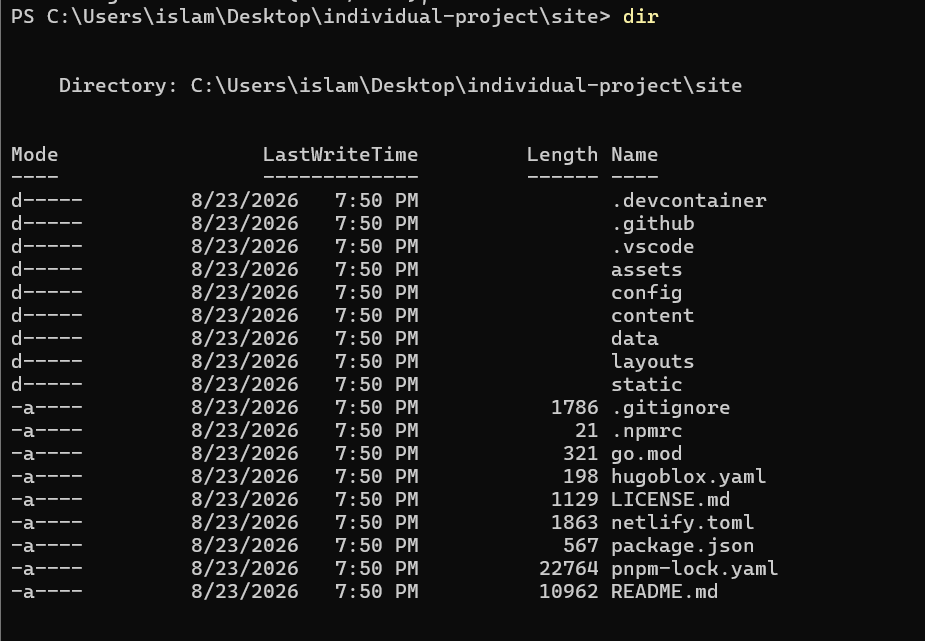 PS C:\Users\islam\Desktop\individual-project\site> dir
Directory: C:\Users\islam\Desktop\individual-project\site
Mode LastWriteTime Length Name
---- ------------- ------ ----
d----- 8/23/2026 7:50 PM .devcontainer
d----- 8/23/2026 7:50 PM .github
d----- 8/23/2026 7:50 PM .vscode
d----- 8/23/2026 7:50 PM assets
d----- 8/23/2026 7:50 PM config
d----- 8/23/2026 7:50 PM content
d----- 8/23/2026 7:50 PM data
d----- 8/23/2026 7:50 PM layouts
d----- 8/23/2026 7:50 PM static
-a---- 8/23/2026 7:50 PM 1786 .gitignore
-a---- 8/23/2026 7:50 PM 21 .npmrc
-a---- 8/23/2026 7:50 PM 321 go.mod
-a---- 8/23/2026 7:50 PM 198 hugoblox.yaml
-a---- 8/23/2026 7:50 PM 1129 LICENSE.md
-a---- 8/23/2026 7:50 PM 1863 netlify.toml
-a---- 8/23/2026 7:50 PM 567 package.json
-a---- 8/23/2026 7:50 PM 22764 pnpm-lock.yaml
-a---- 8/23/2026 7:50 PM 10962 README.md